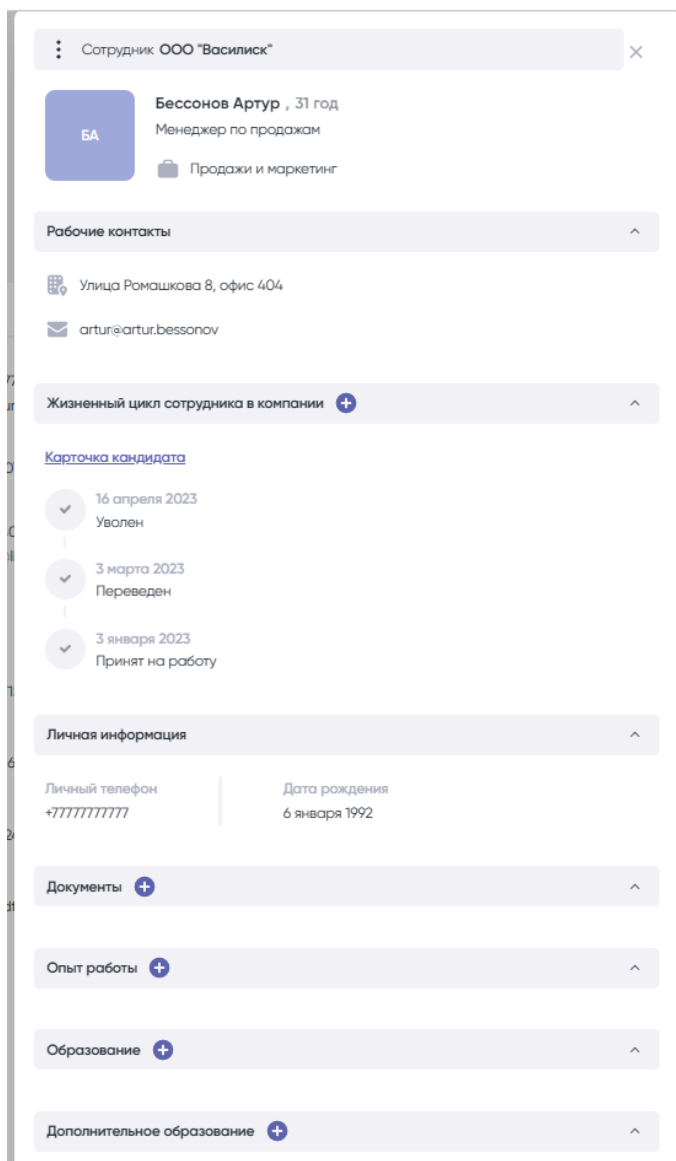 Сотрудник ООО "Василиск"
БА
Бессонов Артур , 31 год
Менеджер по продажам
Продажи и маркетинг
Рабочие контакты
Улица Ромашкова 8, офис 404
artur@artur.bessonov
Жизненный цикл сотрудника в компании
Карточка кандидата
16 апреля 2023
Уволен
3 марта 2023
Переведен
3 января 2023
Принят на работу
Личная информация
Личный телефон
Дата рождения
+77777777777
6 января 1992
Документы
Опыт работы
Образование
Дополнительное образование